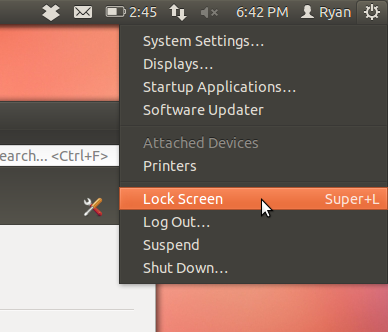 2:45 6:42 PM Ryan
System Settings…
Displays…
Startup Applications…
Software Updater
Attached Devices
Printers
earch... <Ctrl+F>
Lock Screen Super+L
Log Out…
Suspend
Shut Down…